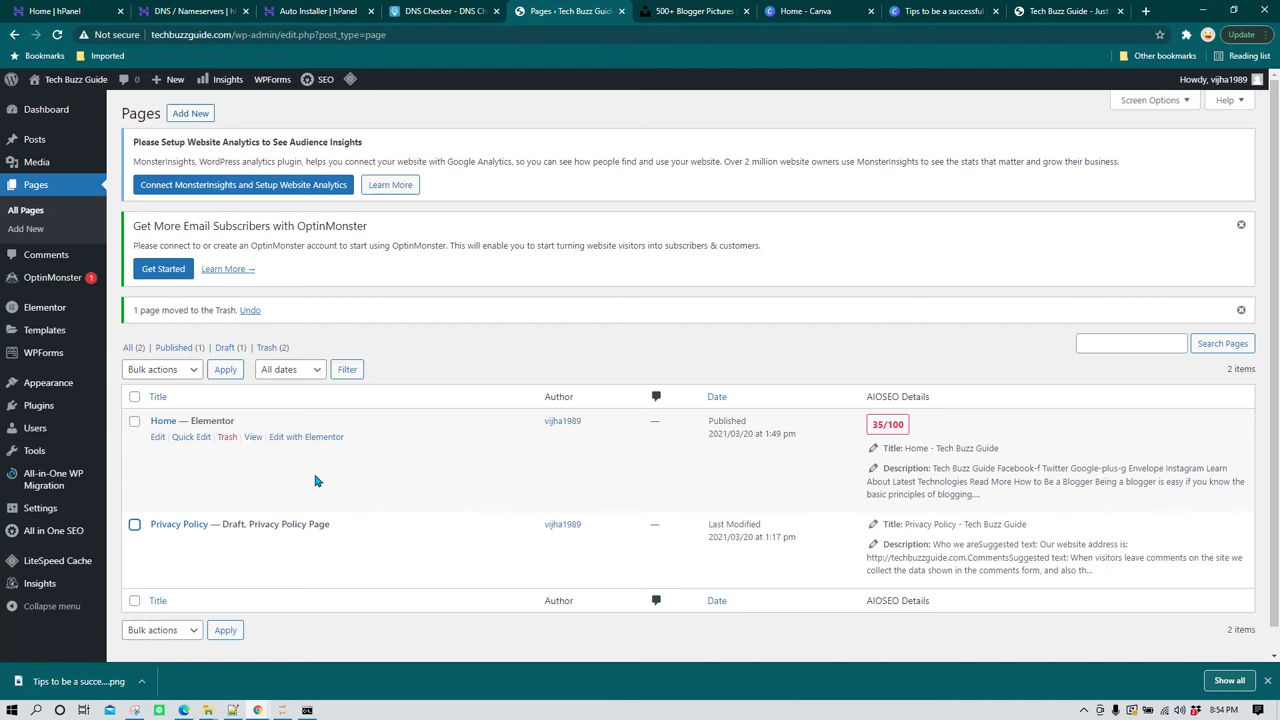 Home | hPanel
DNS / Nameservers | h
Auto Installer | hPanel
DNS Checker - DNS Ch
Pages ‹ Tech Buzz Guid
500+ Blogger Pictures
Home - Canva
Tips to be a successful
Tech Buzz Guide - Just
Not secure | techbuzzguide.com/wp-admin/edit.php?post_type=page
Update
Bookmarks
Imported
Other bookmarks
Reading list
Tech Buzz Guide
0
New
Insights
WPForms
SEO
Howdy, vijha1989
Dashboard
Posts
Media
Pages
All Pages
Add New
Comments
OptinMonster 1
Elementor
Templates
WPForms
Appearance
Plugins
Users
Tools
All-in-One WP
Migration
Settings
All in One SEO
LiteSpeed Cache
Insights
Collapse menu
Pages
Add New
Screen Options
Help
Please Setup Website Analytics to See Audience Insights
MonsterInsights, WordPress analytics plugin, helps you connect your website with Google Analytics, so you can see how people find and use your website. Over 2 million website owners use MonsterInsights to see the stats that matter and grow their business.
Connect MonsterInsights and Setup Website Analytics
Learn More
Get More Email Subscribers with OptinMonster
Please connect to or create an OptinMonster account to start using OptinMonster. This will enable you to start turning website visitors into subscribers & customers.
Get Started
Learn More →
1 page moved to the Trash. Undo
All (2) | Published (1) | Draft (1) | Trash (2)
Search Pages
Bulk actions
Apply
All dates
Filter
2 items
Title
Author
Date
AIOSEO Details
Home — Elementor
Edit | Quick Edit | Trash | View | Edit with Elementor
vijha1989
—
Published
2021/03/20 at 1:49 pm
35/100
Title: Home - Tech Buzz Guide
Description: Tech Buzz Guide Facebook-f Twitter Google-plus-g Envelope Instagram Learn
About Latest Technologies Read More How to Be a Blogger Being a blogger is easy if you know the
basic principles of blogging....
Privacy Policy — Draft, Privacy Policy Page
vijha1989
—
Last Modified
2021/03/20 at 1:17 pm
Title: Privacy Policy - Tech Buzz Guide
Description: Who we areSuggested text: Our website address is:
http://techbuzzguide.com.CommentsSuggested text: When visitors leave comments on the site we
collect the data shown in the comments form, and also th...
Title
Author
Date
AIOSEO Details
Bulk actions
Apply
2 items
Tips to be a succe....png
Show all
8:54 PM